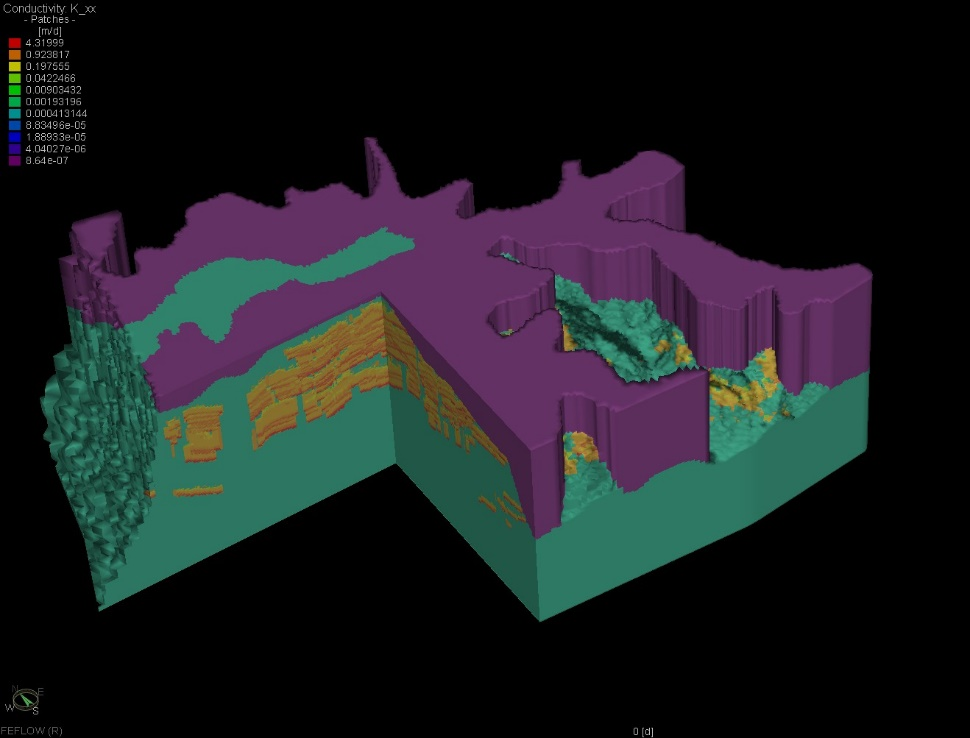 Conductivity: K_xx
- Patches -
[m/d]
4.31999
0.923817
0.197555
0.0422466
0.00903432
0.00193196
0.000413144
8.83496e-05
1.88933e-05
4.04027e-06
8.64e-07
N
E
W
S
FEFLOW (R)
0 [d]